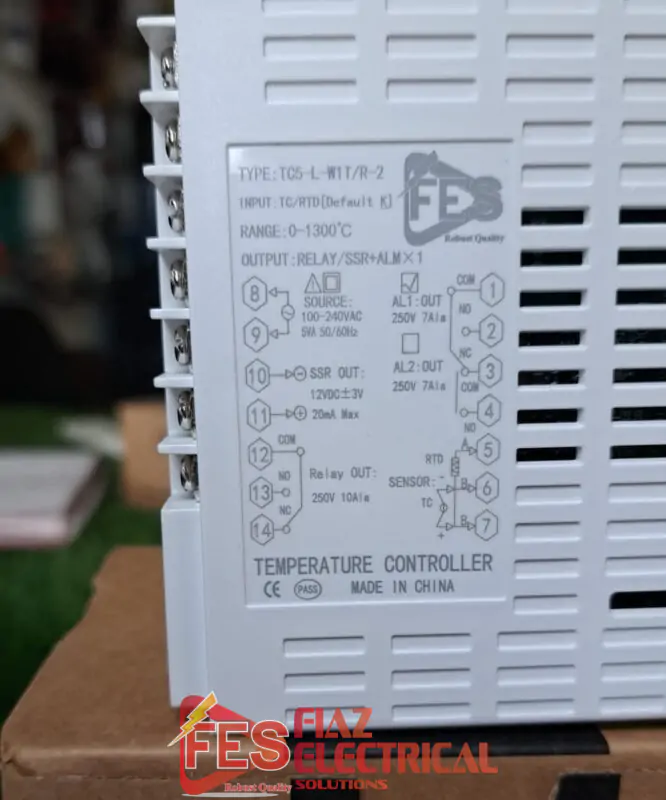 TYPE:TC5-L-W1T/R-2
INPUT:TC/RTD[Default K]
RANGE:0-1300℃
OUTPUT:RELAY/SSR+ALM×1
FES
Robust Quality
8
9
SOURCE:
100-240VAC
5VA 50/60Hz
AL1:OUT
250V 7A1a
COM
1
NO
2
NC
3
AL2:OUT
250V 7A1a
COM
4
NO
10
SSR OUT:
12VDC±3V
11
20mA Max
12
COM
NO
13
NC
14
Relay OUT:
250V 10A1a
RTD
A
5
SENSOR:
-
B
6
TC
+
B
7
TEMPERATURE CONTROLLER
CE PASS MADE IN CHINA
FES
Robust Quality
FIAZ
ELECTRICAL
SOLUTIONS